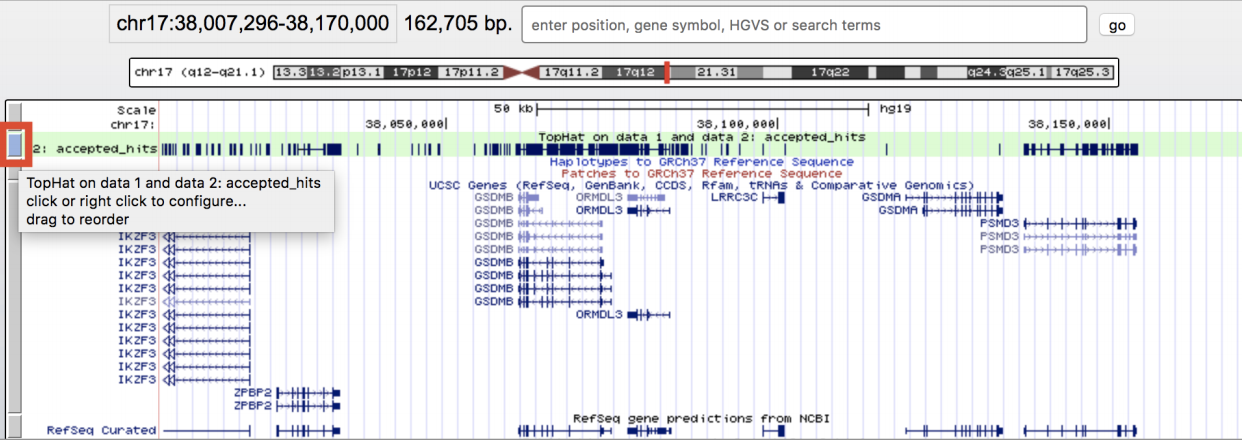 chr17:38,007,296-38,170,000 162,705 bp. enter position, gene symbol, HGVS or search terms go
chr17 (q12-q21.1) 13.3 13.2 p13.1 17p12 17p11.2 17q11.2 17q12 21.31 17q22 q24.3 q25.1 17q25.3
Scale 50 kb hg19
chr17: 38,050,000 38,100,000 38,150,000
TopHat on data 1 and data 2: accepted_hits
2: accepted_hits
Haplotypes to GRCh37 Reference Sequence
Patches to GRCh37 Reference Sequence
UCSC Genes (RefSeq, GenBank, CCDS, Rfam, tRNAs & Comparative Genomics)
TopHat on data 1 and data 2: accepted_hits
click or right click to configure...
drag to reorder
GSDMB ORMDL3 LRRC3C GSDMA
GSDMB ORMDL3 GSDMA
GSDMB PSMD3
IKZF3 GSDMB PSMD3
IKZF3 GSDMB PSMD3
IKZF3 GSDMB
IKZF3 GSDMB
IKZF3 GSDMB
IKZF3 GSDMB
IKZF3 ORMDL3
IKZF3
IKZF3
IKZF3
IKZF3
IKZF3
ZPBP2
ZPBP2
RefSeq gene predictions from NCBI
RefSeq Curated